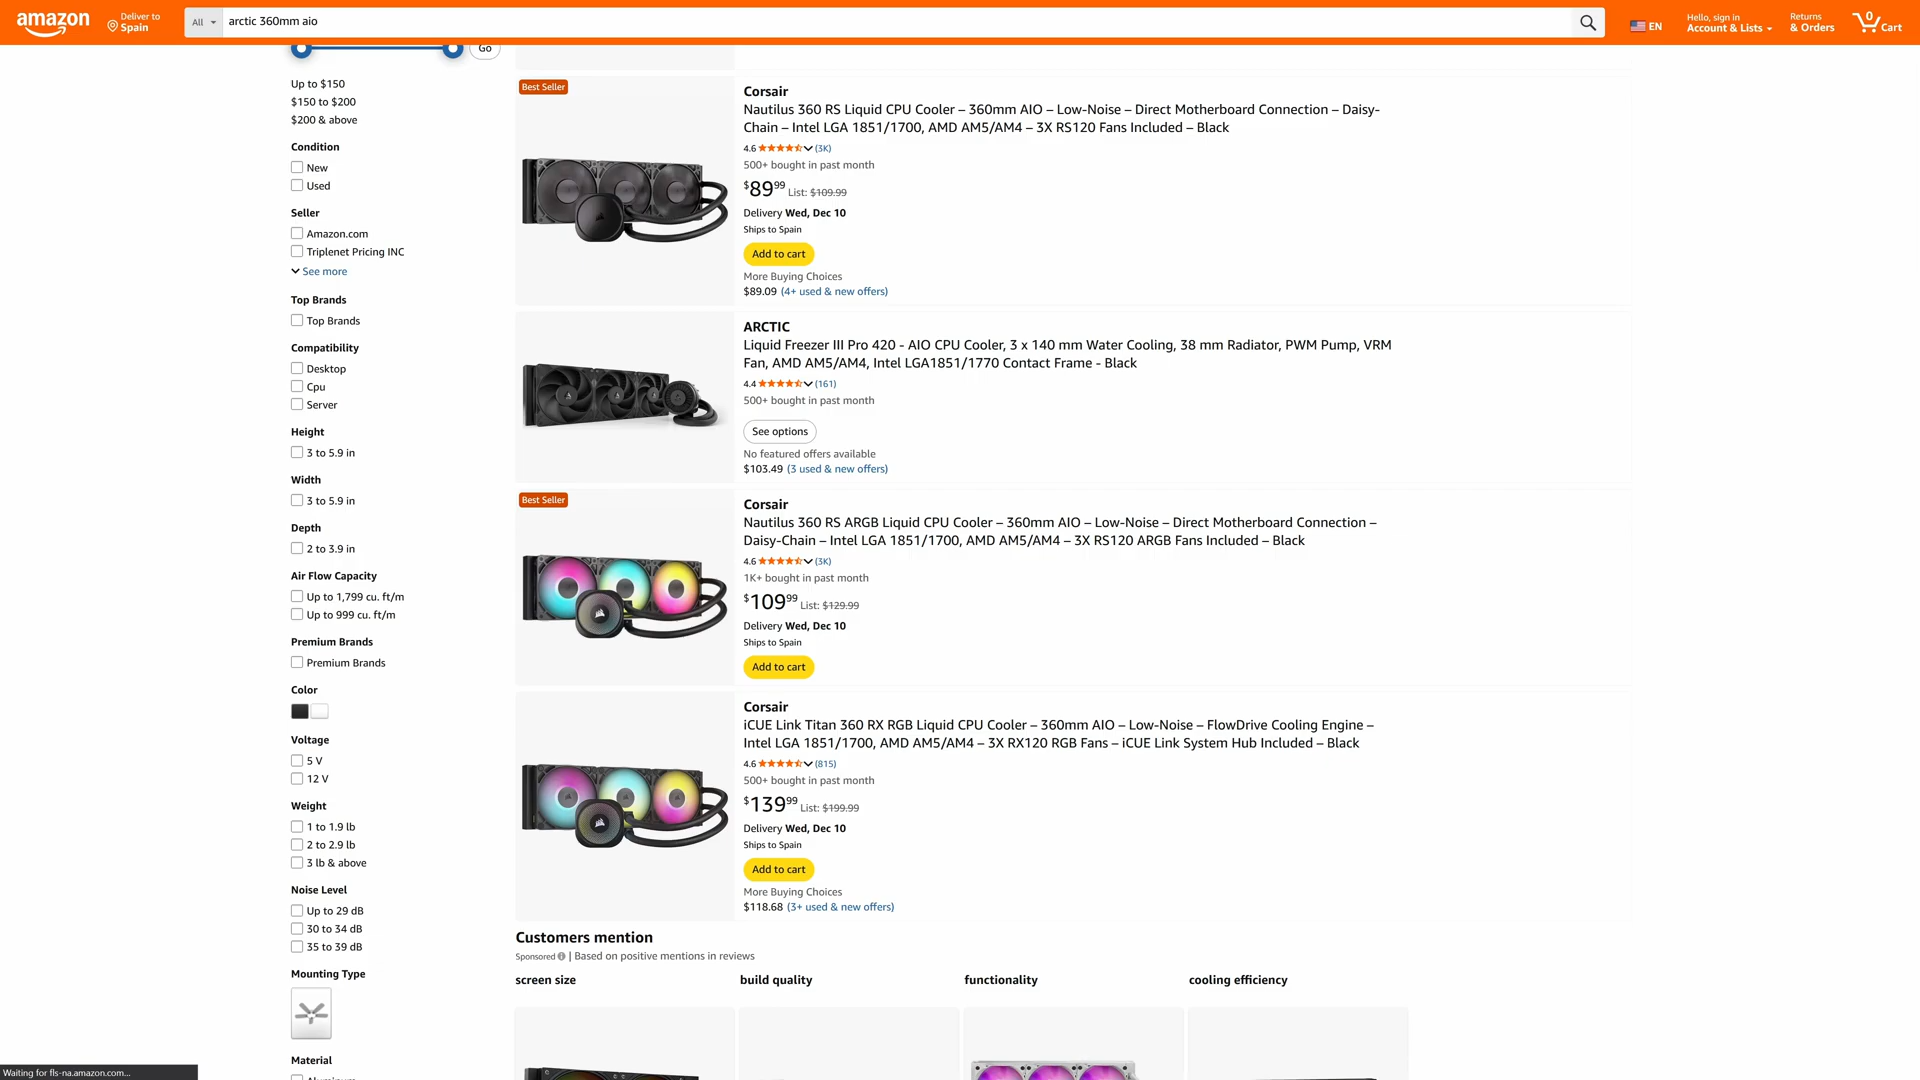 amazon
Deliver to
Spain
All
arctic 360mm aio
EN
Hello, sign in
Account & Lists
Returns
& Orders
0
Cart
Go
Up to $150
$150 to $200
$200 & above
Condition
New
Used
Seller
Amazon.com
Triplenet Pricing INC
See more
Top Brands
Top Brands
Compatibility
Desktop
Cpu
Server
Height
3 to 5.9 in
Width
3 to 5.9 in
Depth
2 to 3.9 in
Air Flow Capacity
Up to 1,799 cu. ft/m
Up to 999 cu. ft/m
Premium Brands
Premium Brands
Color
Voltage
5 V
12 V
Weight
1 to 1.9 lb
2 to 2.9 lb
3 lb & above
Noise Level
Up to 29 dB
30 to 34 dB
35 to 39 dB
Mounting Type
Material
Best Seller
Corsair
Nautilus 360 RS Liquid CPU Cooler – 360mm AIO – Low-Noise – Direct Motherboard Connection – Daisy-
Chain – Intel LGA 1851/1700, AMD AM5/AM4 – 3X RS120 Fans Included – Black
4.6 (3K)
500+ bought in past month
$89.99 List: $109.99
Delivery Wed, Dec 10
Ships to Spain
Add to cart
More Buying Choices
$89.09 (4+ used & new offers)
ARCTIC
Liquid Freezer III Pro 420 - AIO CPU Cooler, 3 x 140 mm Water Cooling, 38 mm Radiator, PWM Pump, VRM
Fan, AMD AM5/AM4, Intel LGA1851/1770 Contact Frame - Black
4.4 (161)
500+ bought in past month
See options
No featured offers available
$103.49 (3 used & new offers)
Best Seller
Corsair
Nautilus 360 RS ARGB Liquid CPU Cooler – 360mm AIO – Low-Noise – Direct Motherboard Connection –
Daisy-Chain – Intel LGA 1851/1700, AMD AM5/AM4 – 3X RS120 ARGB Fans Included – Black
4.6 (3K)
1K+ bought in past month
$109.99 List: $129.99
Delivery Wed, Dec 10
Ships to Spain
Add to cart
Corsair
iCUE Link Titan 360 RX RGB Liquid CPU Cooler – 360mm AIO – Low-Noise – FlowDrive Cooling Engine –
Intel LGA 1851/1700, AMD AM5/AM4 – 3X RX120 RGB Fans – iCUE Link System Hub Included – Black
4.6 (815)
500+ bought in past month
$139.99 List: $199.99
Delivery Wed, Dec 10
Ships to Spain
Add to cart
More Buying Choices
$118.68 (3+ used & new offers)
Customers mention
Sponsored | Based on positive mentions in reviews
screen size
build quality
functionality
cooling efficiency
Waiting for fls-na.amazon.com...